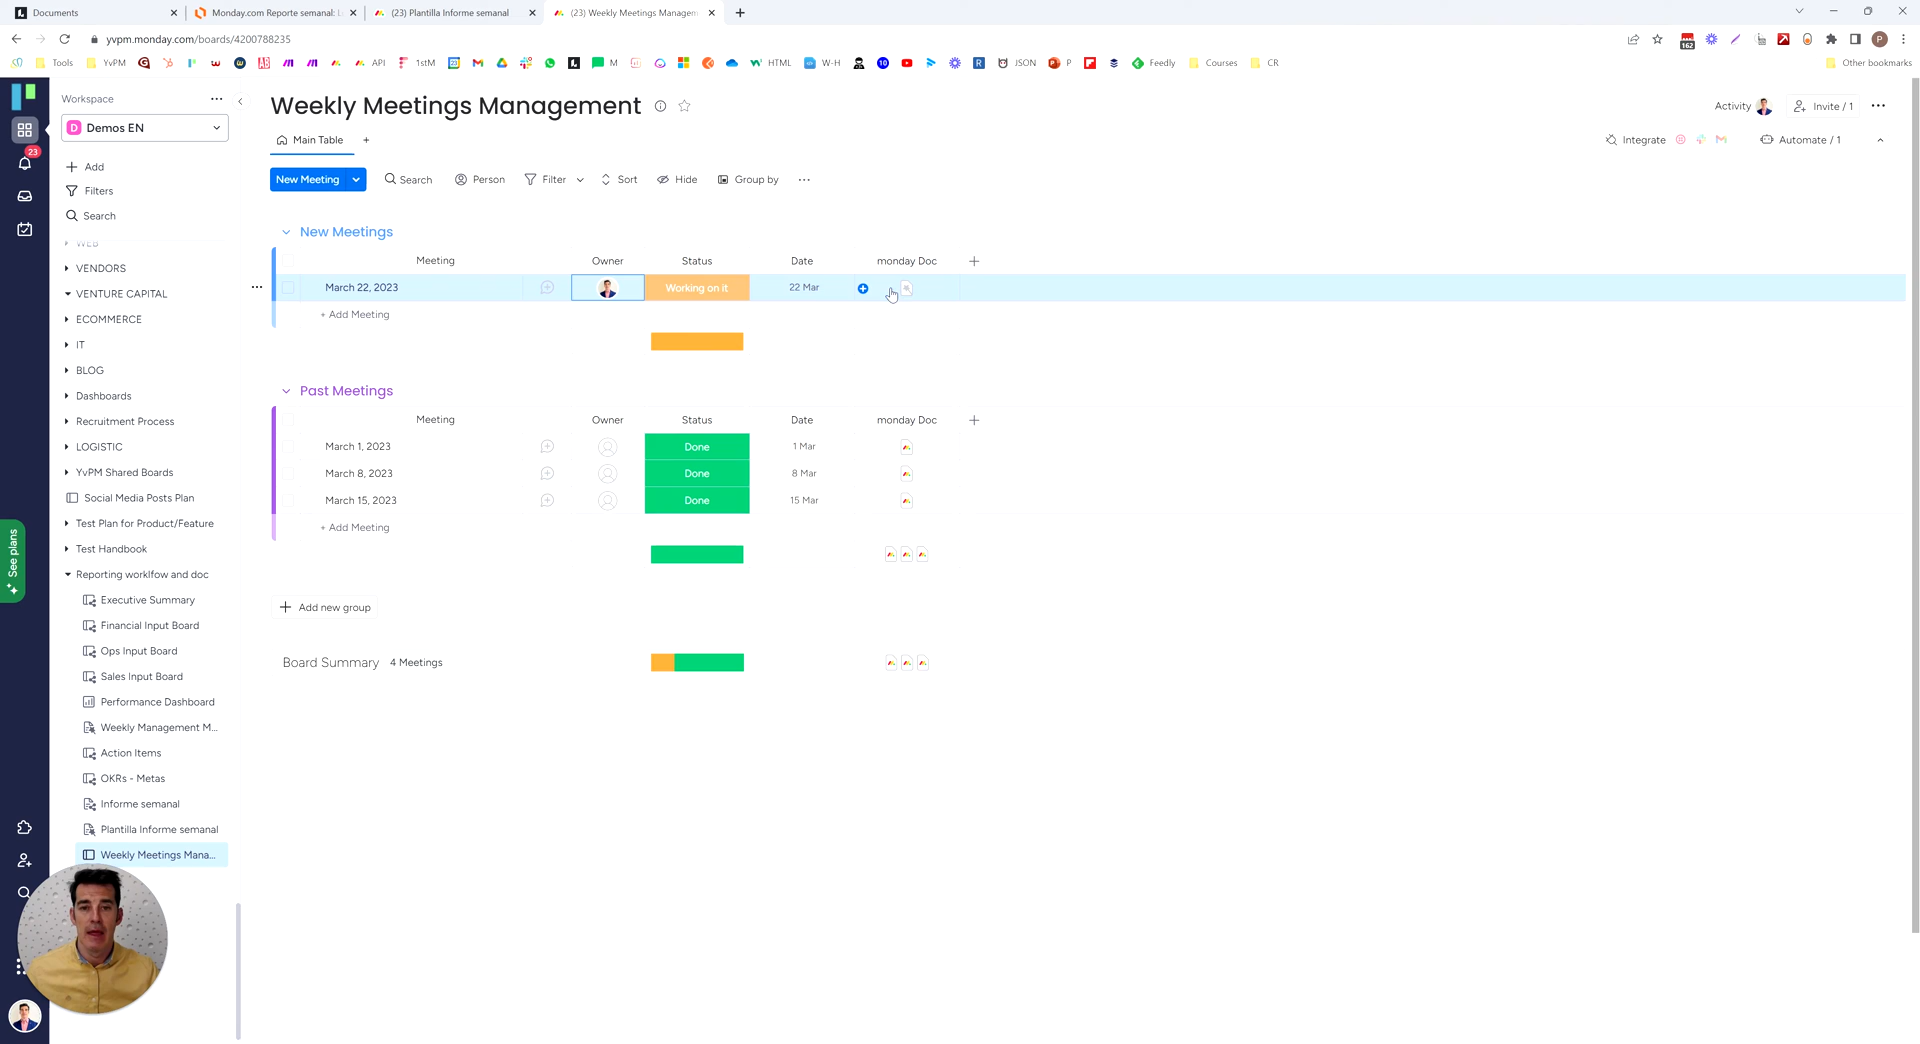 Documents
Monday.com Reporte semanal: L
(23) Plantilla Informe semanal
(23) Weekly Meetings Managem
yvpm.monday.com/boards/4200788235
Tools
YvPM
API
1stM
M
HTML
W-H
JSON
P
Feedly
Courses
CR
Other bookmarks
162
Workspace
Demos EN
23
Add
Filters
Search
WEB
VENDORS
VENTURE CAPITAL
ECOMMERCE
IT
BLOG
Dashboards
Recruitment Process
LOGISTIC
YvPM Shared Boards
Social Media Posts Plan
Test Plan for Product/Feature
Test Handbook
Reporting worklfow and doc
Executive Summary
Financial Input Board
Ops Input Board
Sales Input Board
Performance Dashboard
Weekly Management M...
Action Items
OKRs - Metas
Informe semanal
Plantilla Informe semanal
Weekly Meetings Mana...
See plans
Weekly Meetings Management
Activity
Invite / 1
Main Table
Integrate
Automate / 1
New Meeting
Search
Person
Filter
Sort
Hide
Group by
New Meetings
Meeting Owner Status Date monday Doc
March 22, 2023 Working on it 22 Mar
+ Add Meeting
Past Meetings
Meeting Owner Status Date monday Doc
March 1, 2023 Done 1 Mar
March 8, 2023 Done 8 Mar
March 15, 2023 Done 15 Mar
+ Add Meeting
Add new group
Board Summary 4 Meetings